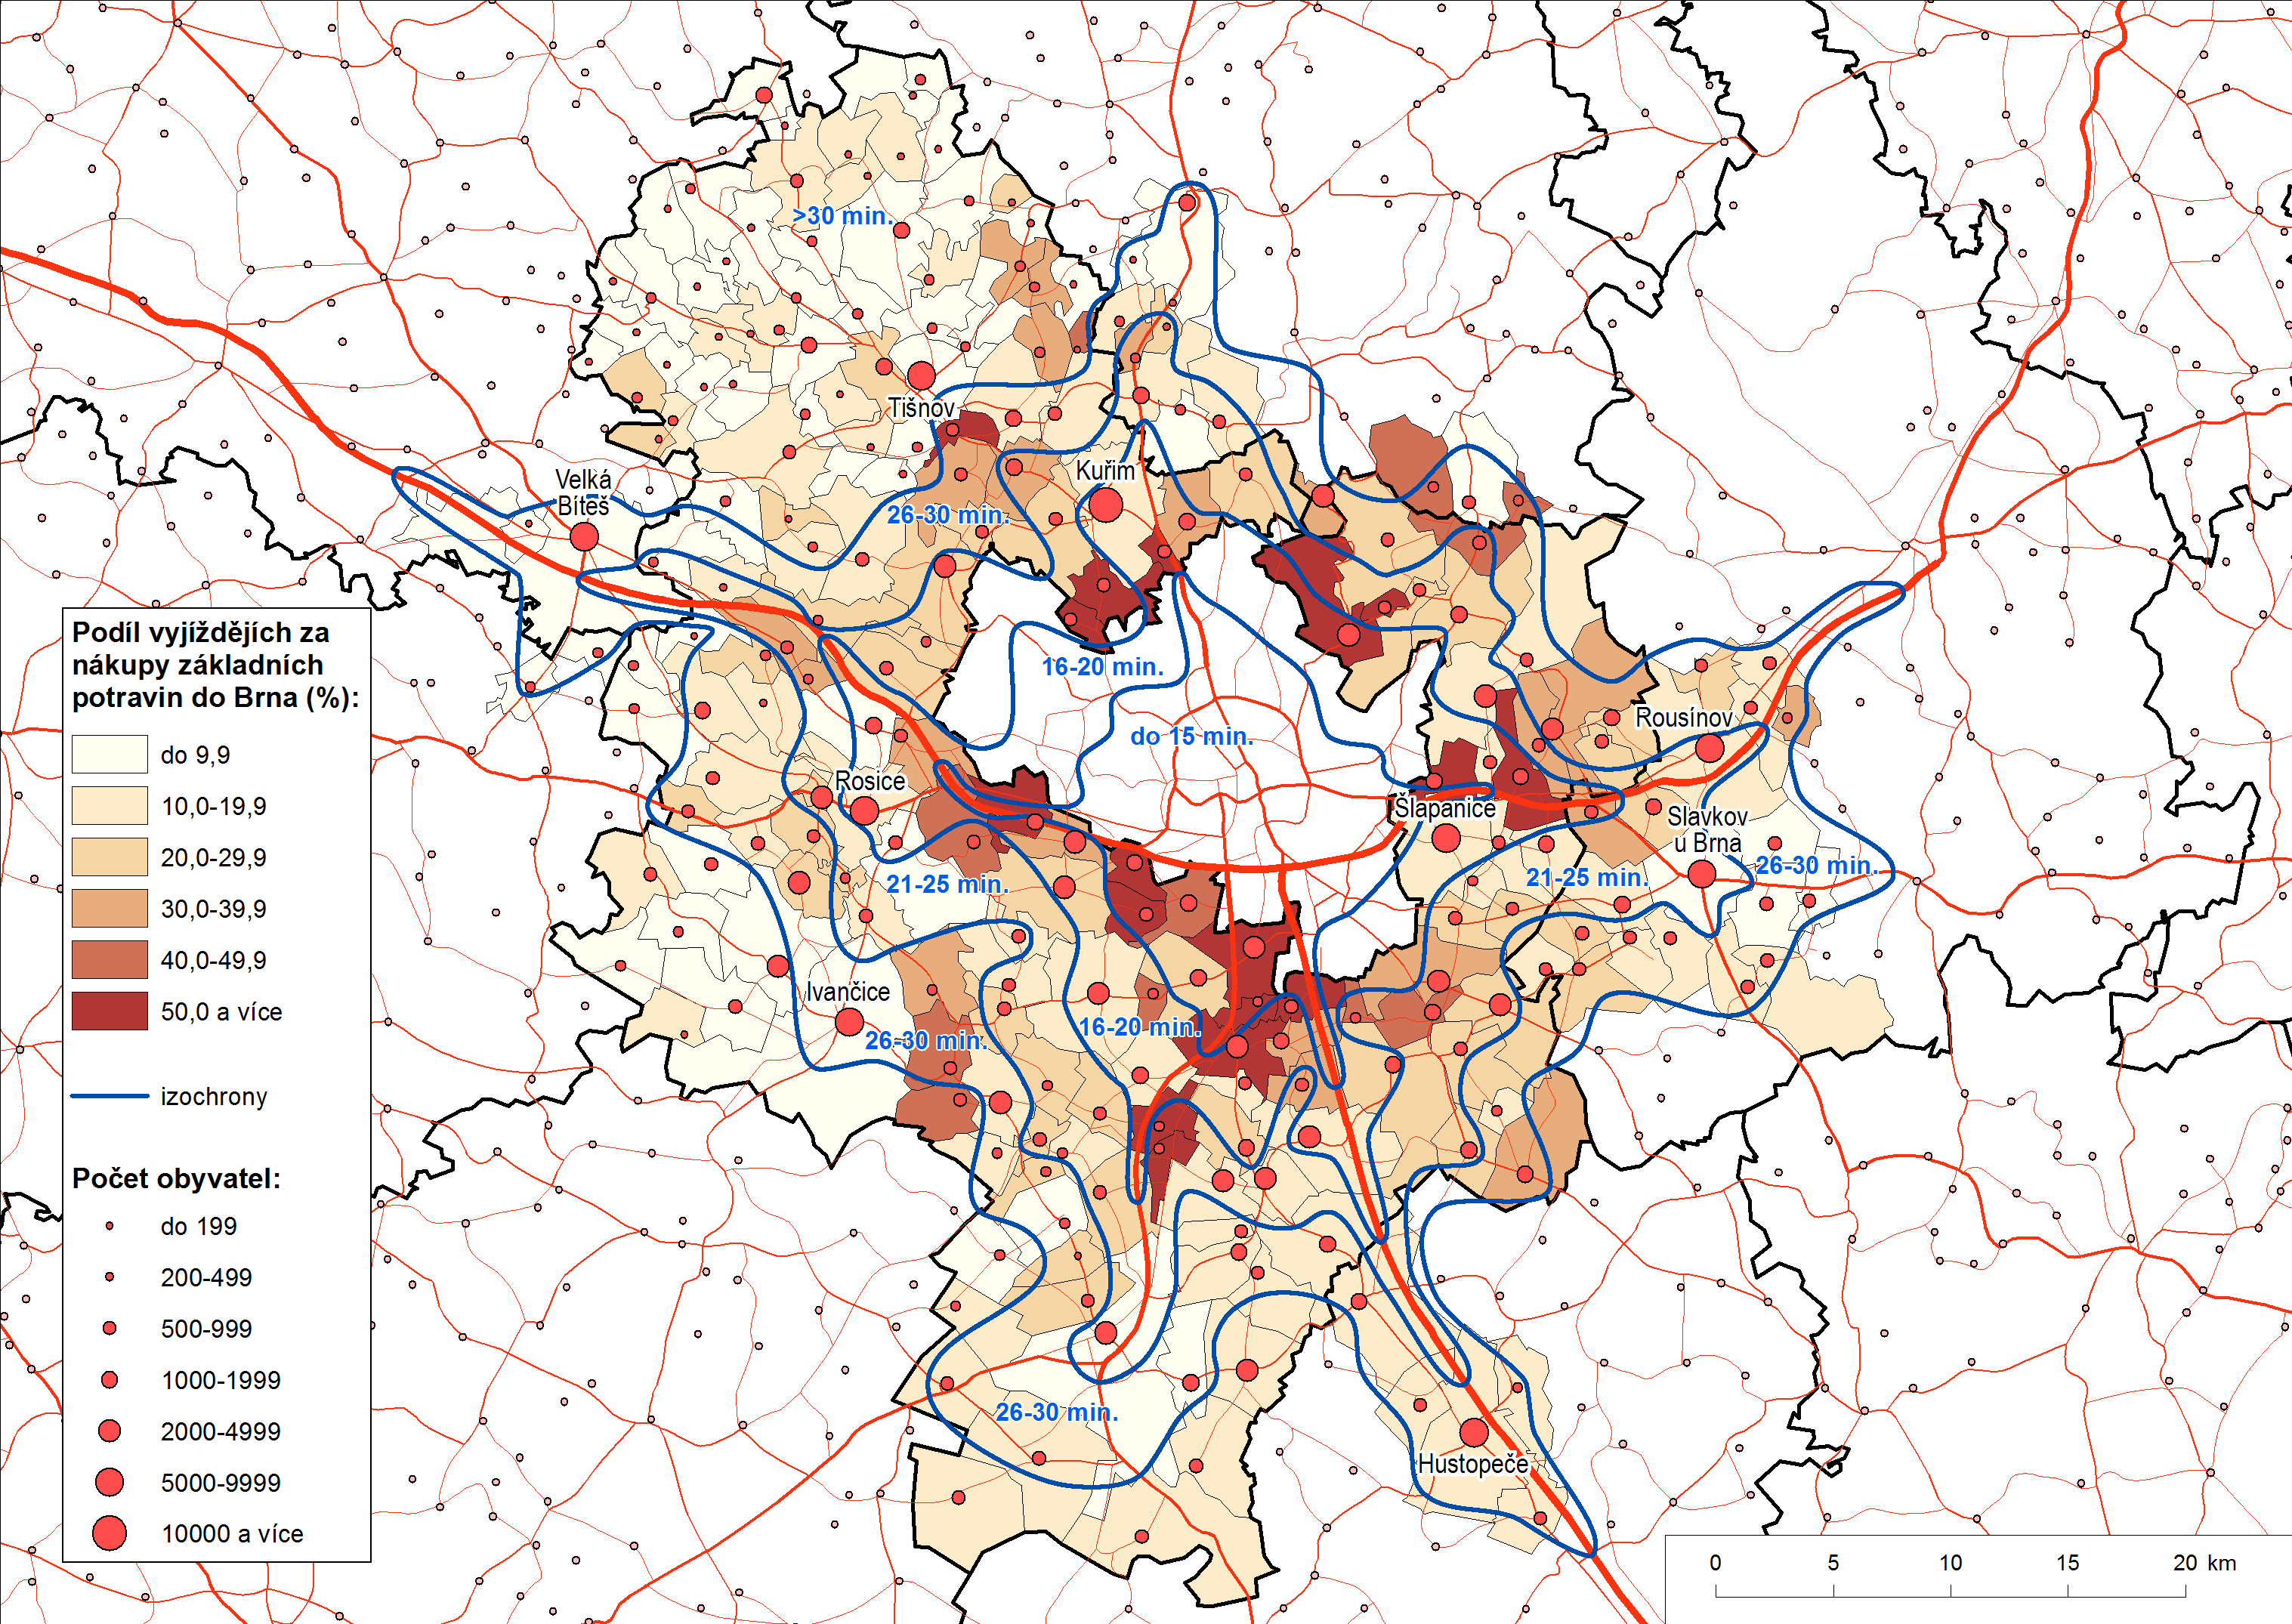 >30 min.
Tišnov
Kuřim
Velká
Bíteš
26-30 min.
Podíl vyjíždějích za
nákupy základních
potravin do Brna (%):
do 9,9
10,0-19,9
20,0-29,9
30,0-39,9
40,0-49,9
50,0 a více
izochrony
Počet obyvatel:
do 199
200-499
500-999
1000-1999
2000-4999
5000-9999
10000 a více
16-20 min.
do 15 min.
Rousínov
Rosice
Šlapanice
Slavkov
u Brna
26-30 min.
21-25 min.
21-25 min.
Ivančice
26-30 min.
16-20 min.
26-30 min.
Hustopeče
0 5 10 15 20 km